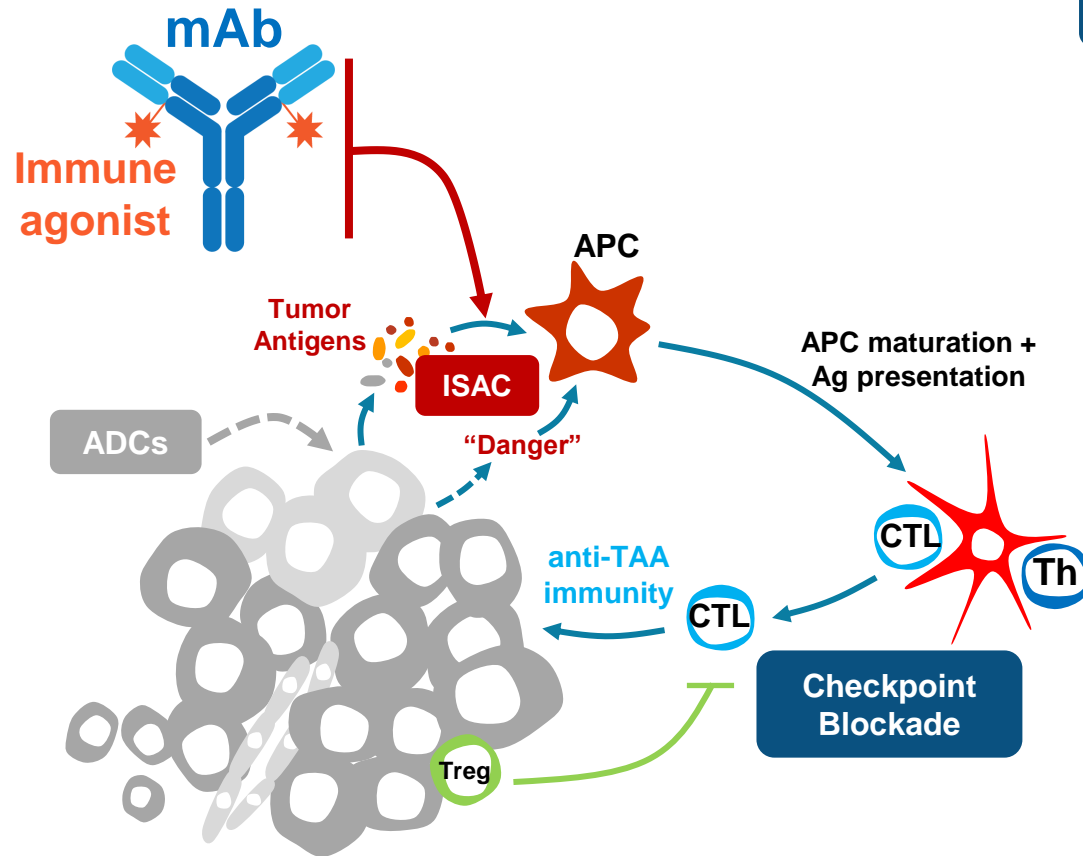 mAb
Immune
agonist
APC
Tumor
Antigens
ISAC
APC maturation +
Ag presentation
ADCs
“Danger”
CTL
Th
anti-TAA
immunity
CTL
Checkpoint
Blockade
Treg